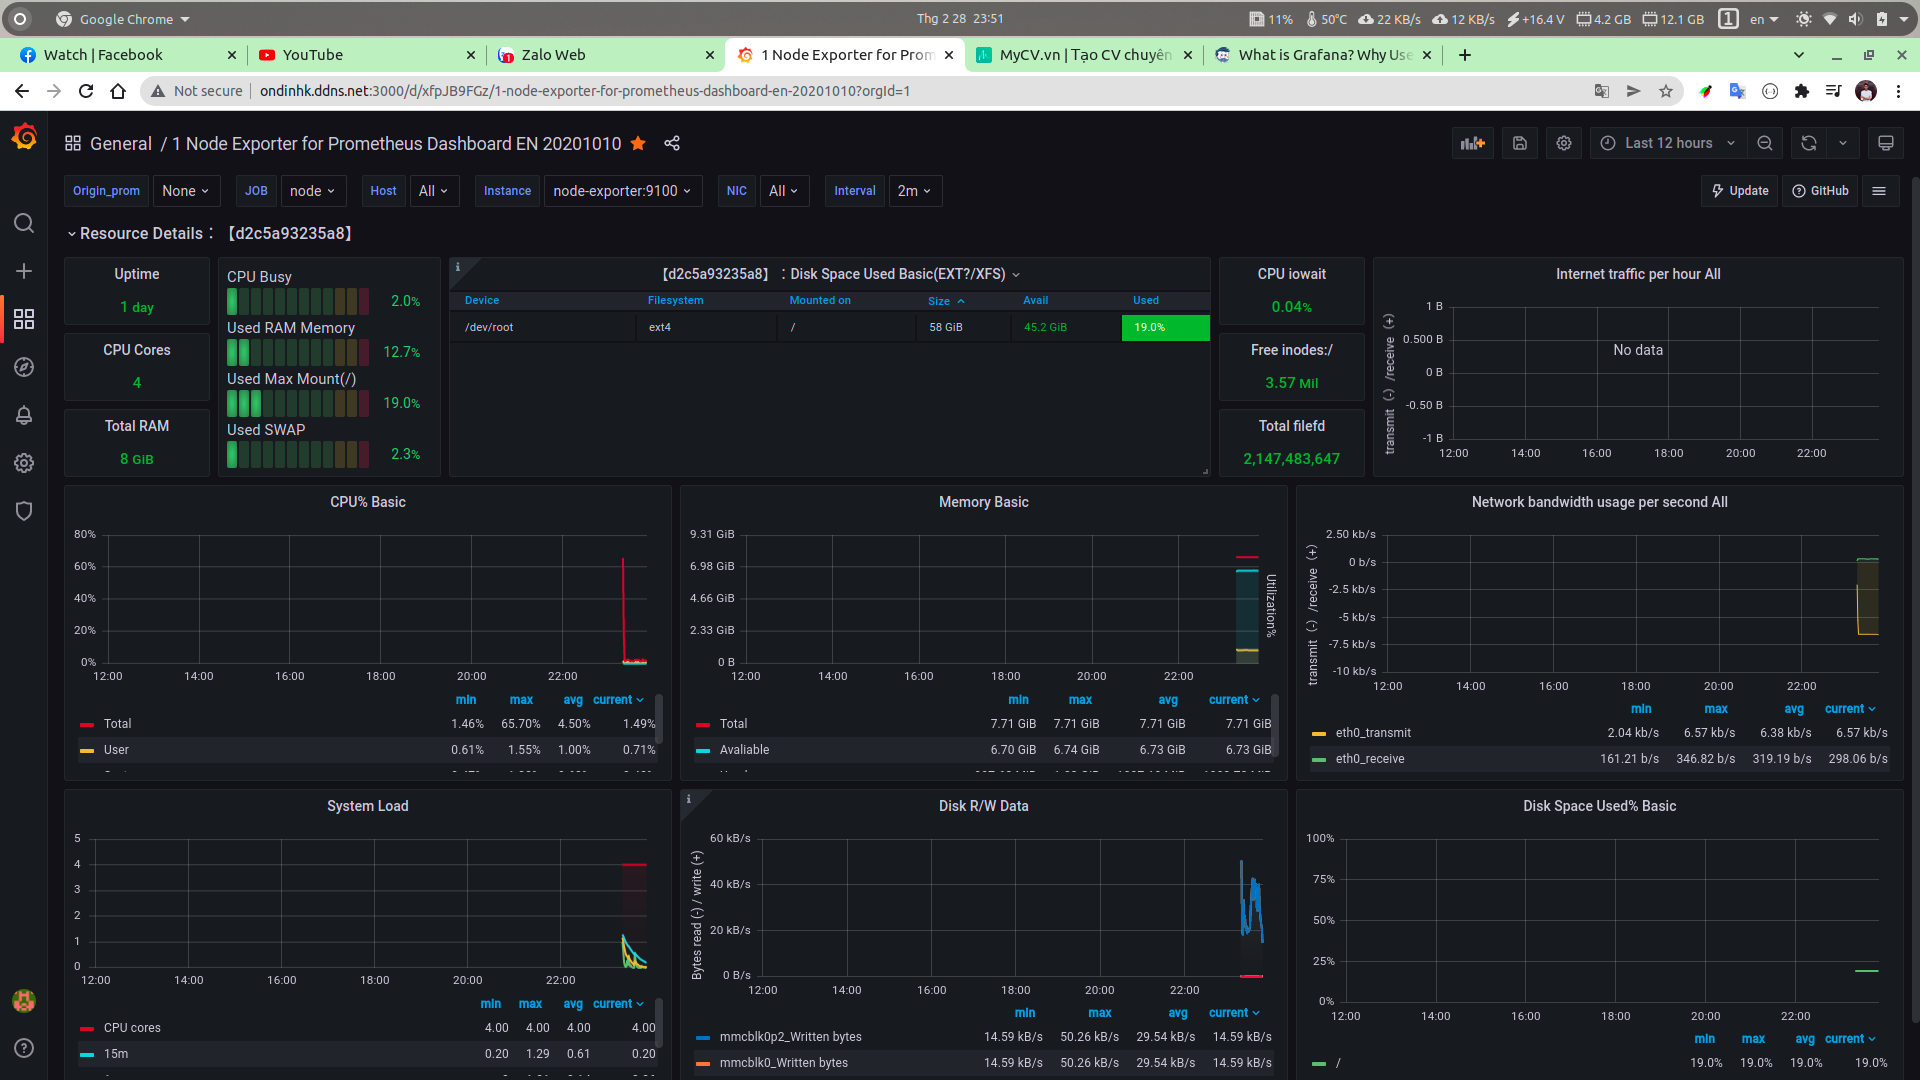 Google Chrome
Thg 2 28 23:51
11% 50°C 22 KB/s 12 KB/s +16.4 V 4.2 GB 12.1 GB 1 en
Watch | Facebook
YouTube
1
Zalo Web
1 Node Exporter for Prom
MyCV.vn | Tạo CV chuyên
What is Grafana? Why Use
Not secure
ondinhk.ddns.net:3000/d/xfpJB9FGz/1-node-exporter-for-prometheus-dashboard-en-20201010?orgId=1
General / 1 Node Exporter for Prometheus Dashboard EN 20201010
Last 12 hours
Origin_prom None JOB node Host All Instance node-exporter:9100 NIC All Interval 2m
Update GitHub
Resource Details：【d2c5a93235a8】
Uptime
1 day
CPU Cores
4
Total RAM
8 GiB
CPU Busy
2.0%
Used RAM Memory
12.7%
Used Max Mount(/)
19.0%
Used SWAP
2.3%
i
【d2c5a93235a8】：Disk Space Used Basic(EXT?/XFS)
Device Filesystem Mounted on Size Avail Used
/dev/root ext4 / 58 GiB 45.2 GiB 19.0%
CPU iowait
0.04%
Free inodes:/
3.57 Mil
Total filefd
2,147,483,647
Internet traffic per hour All
transmit (-) /receive (+)
1 B
0.500 B
0 B
-0.50 B
-1 B
No data
12:00 14:00 16:00 18:00 20:00 22:00
CPU% Basic
80%
60%
40%
20%
0%
12:00 14:00 16:00 18:00 20:00 22:00
min max avg current
Total 1.46% 65.70% 4.50% 1.49%
User 0.61% 1.55% 1.00% 0.71%
Memory Basic
9.31 GiB
6.98 GiB
4.66 GiB
2.33 GiB
0 B
Utilization%
12:00 14:00 16:00 18:00 20:00 22:00
min max avg current
Total 7.71 GiB 7.71 GiB 7.71 GiB 7.71 GiB
Avaliable 6.70 GiB 6.74 GiB 6.73 GiB 6.73 GiB
Network bandwidth usage per second All
transmit (-) /receive (+)
2.50 kb/s
0 b/s
-2.5 kb/s
-5 kb/s
-7.5 kb/s
-10 kb/s
12:00 14:00 16:00 18:00 20:00 22:00
min max avg current
eth0_transmit 2.04 kb/s 6.57 kb/s 6.38 kb/s 6.57 kb/s
eth0_receive 161.21 b/s 346.82 b/s 319.19 b/s 298.06 b/s
System Load
5
4
3
2
1
0
12:00 14:00 16:00 18:00 20:00 22:00
min max avg current
CPU cores 4.00 4.00 4.00 4.00
15m 0.20 1.29 0.61 0.20
i
Disk R/W Data
Bytes read (-) / write (+)
60 kB/s
40 kB/s
20 kB/s
0 B/s
12:00 14:00 16:00 18:00 20:00 22:00
min max avg current
mmcblk0p2_Written bytes 14.59 kB/s 50.26 kB/s 29.54 kB/s 14.59 kB/s
mmcblk0_Written bytes 14.59 kB/s 50.26 kB/s 29.54 kB/s 14.59 kB/s
Disk Space Used% Basic
100%
75%
50%
25%
0%
12:00 14:00 16:00 18:00 20:00 22:00
min max avg current
/ 19.0% 19.0% 19.0% 19.0%